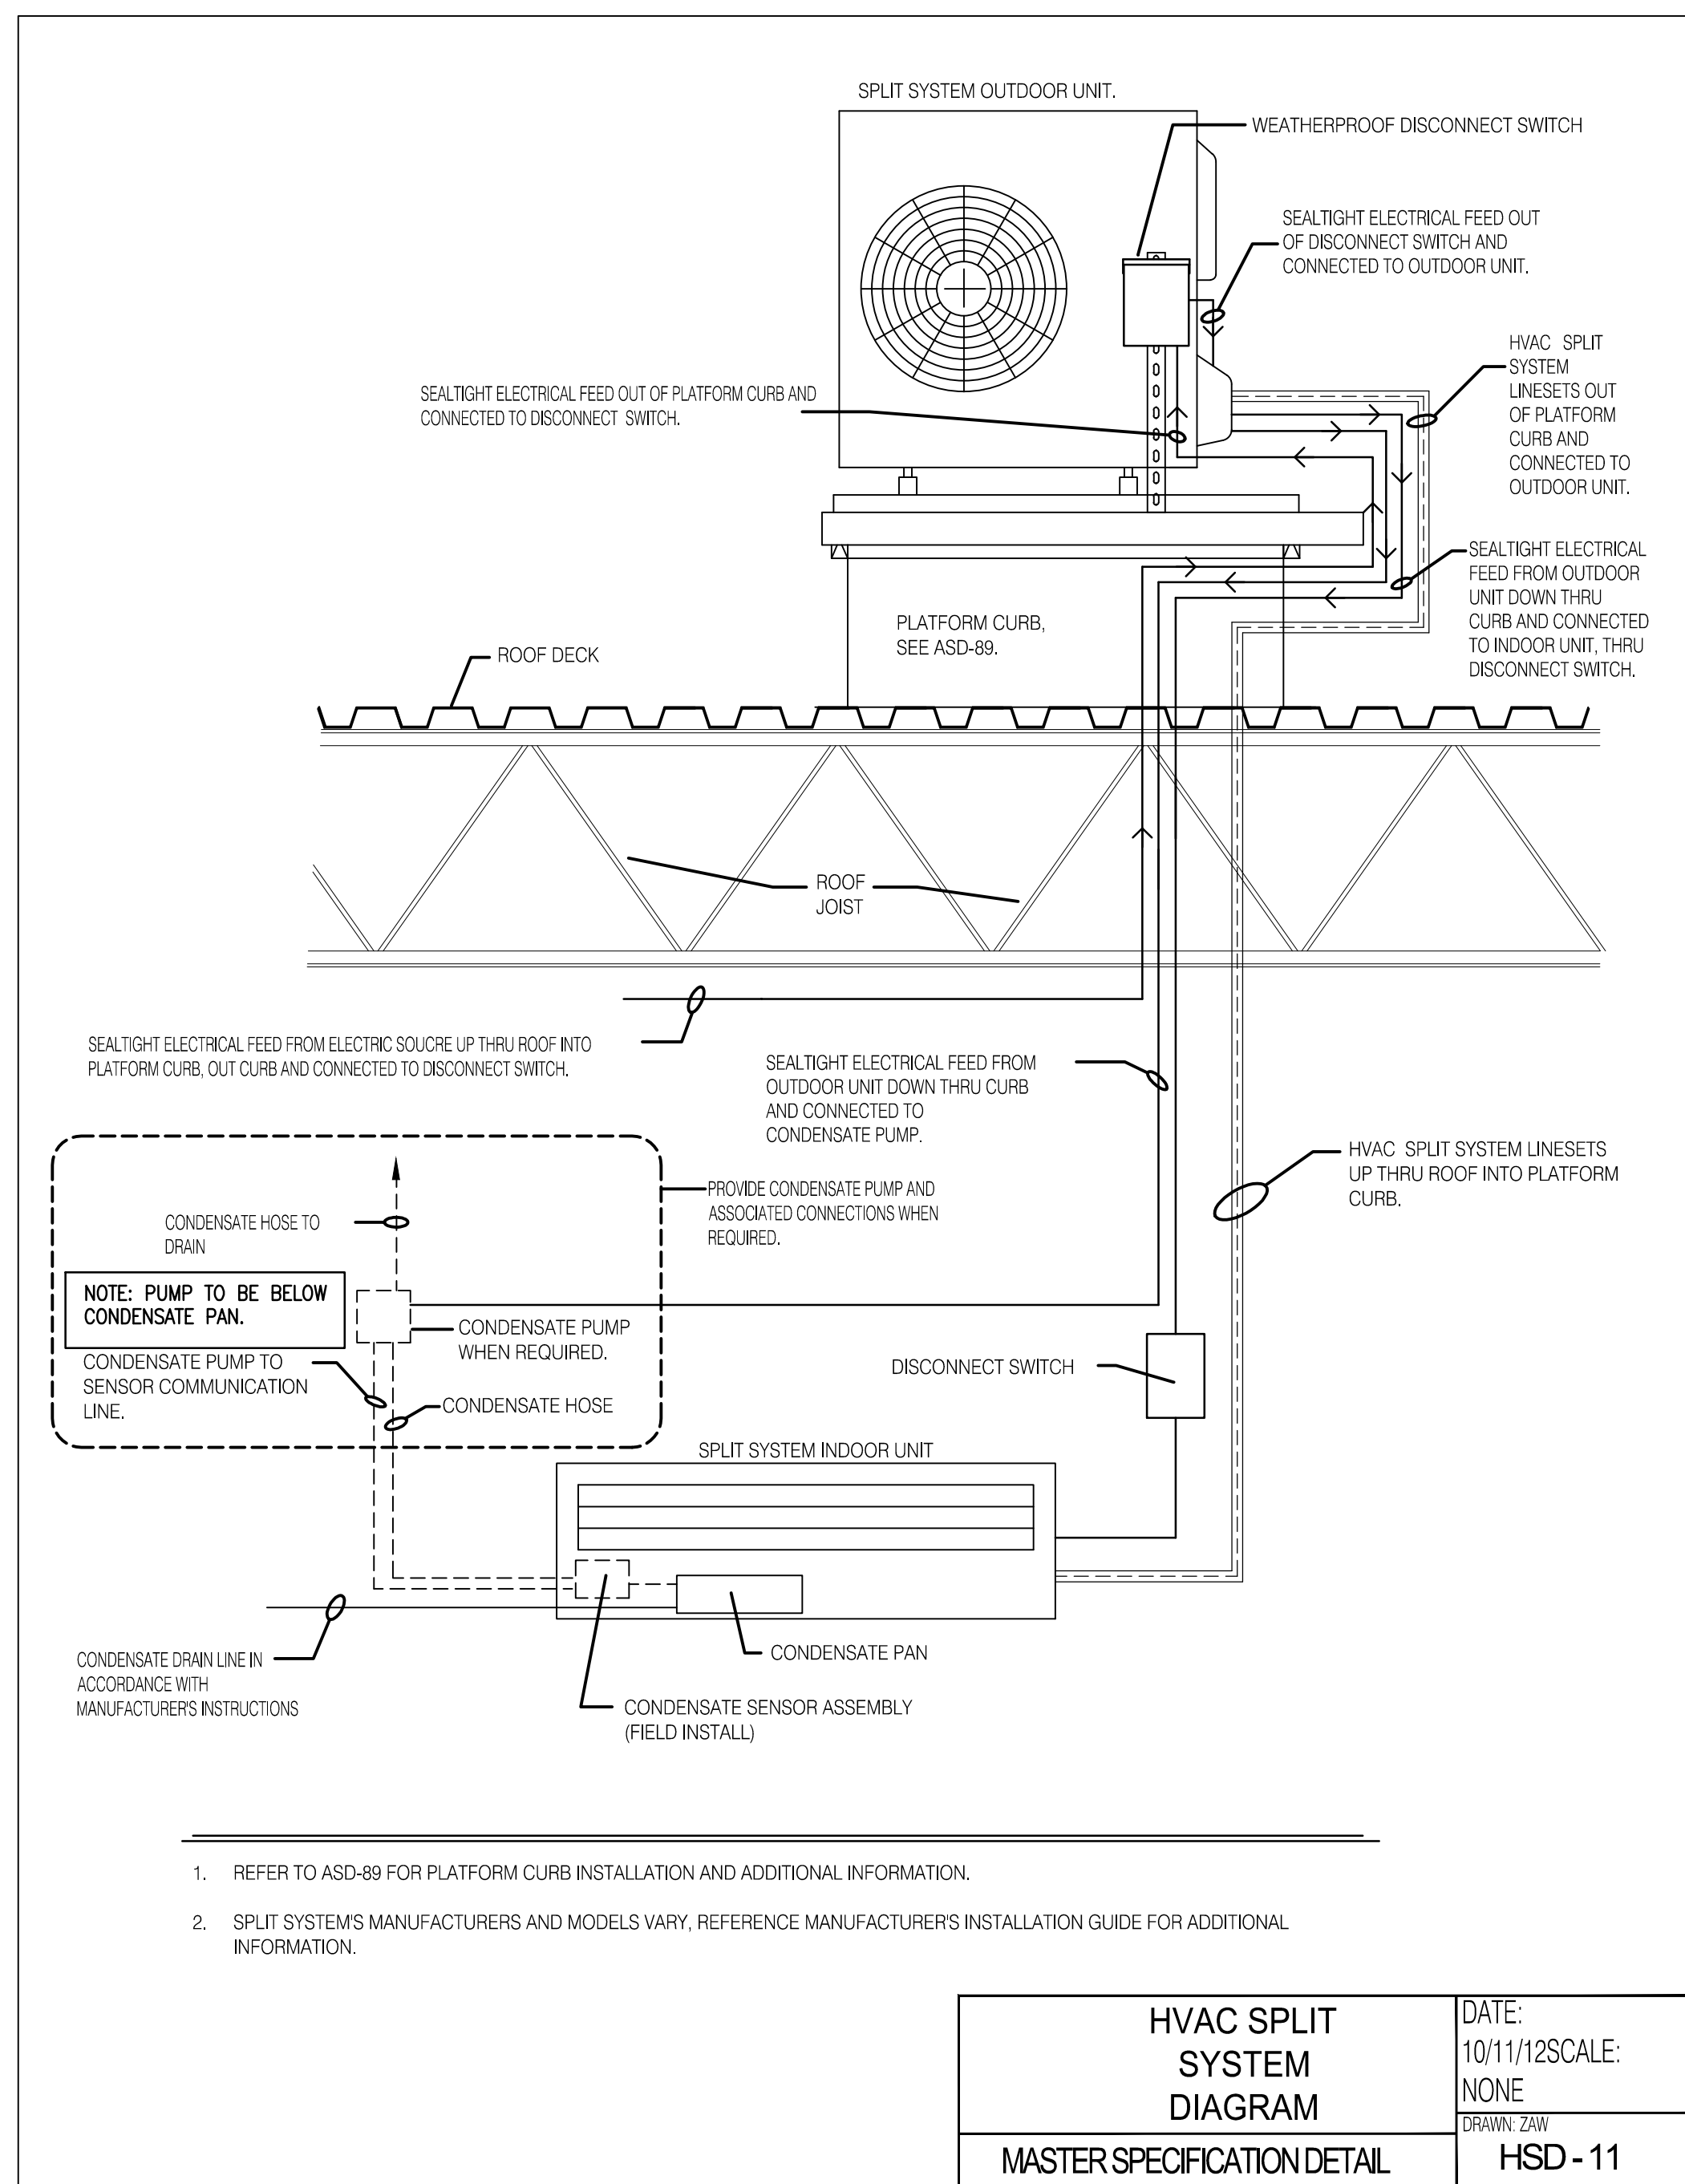 SPLIT SYSTEM OUTDOOR UNIT.
WEATHERPROOF DISCONNECT SWITCH
SEALTIGHT ELECTRICAL FEED OUT
OF DISCONNECT SWITCH AND
CONNECTED TO OUTDOOR UNIT.
HVAC SPLIT
SYSTEM
LINESETS OUT
OF PLATFORM
CURB AND
CONNECTED TO
OUTDOOR UNIT.
SEALTIGHT ELECTRICAL FEED OUT OF PLATFORM CURB AND
CONNECTED TO DISCONNECT SWITCH.
SEALTIGHT ELECTRICAL
FEED FROM OUTDOOR
UNIT DOWN THRU
CURB AND CONNECTED
TO INDOOR UNIT, THRU
DISCONNECT SWITCH.
PLATFORM CURB,
SEE ASD-89.
ROOF DECK
ROOF
JOIST
SEALTIGHT ELECTRICAL FEED FROM ELECTRIC SOUCRE UP THRU ROOF INTO
PLATFORM CURB, OUT CURB AND CONNECTED TO DISCONNECT SWITCH.
SEALTIGHT ELECTRICAL FEED FROM
OUTDOOR UNIT DOWN THRU CURB
AND CONNECTED TO
CONDENSATE PUMP.
HVAC SPLIT SYSTEM LINESETS
UP THRU ROOF INTO PLATFORM
CURB.
PROVIDE CONDENSATE PUMP AND
ASSOCIATED CONNECTIONS WHEN
REQUIRED.
CONDENSATE HOSE TO
DRAIN
NOTE: PUMP TO BE BELOW
CONDENSATE PAN.
CONDENSATE PUMP
WHEN REQUIRED.
CONDENSATE PUMP TO
SENSOR COMMUNICATION
LINE.
CONDENSATE HOSE
DISCONNECT SWITCH
SPLIT SYSTEM INDOOR UNIT
CONDENSATE DRAIN LINE IN
ACCORDANCE WITH
MANUFACTURER'S INSTRUCTIONS
CONDENSATE PAN
CONDENSATE SENSOR ASSEMBLY
(FIELD INSTALL)
1. REFER TO ASD-89 FOR PLATFORM CURB INSTALLATION AND ADDITIONAL INFORMATION.
2. SPLIT SYSTEM'S MANUFACTURERS AND MODELS VARY, REFERENCE MANUFACTURER'S INSTALLATION GUIDE FOR ADDITIONAL
INFORMATION.
HVAC SPLIT
SYSTEM
DIAGRAM
MASTER SPECIFICATION DETAIL
DATE:
10/11/12SCALE:
NONE
DRAWN: ZAW
HSD - 11